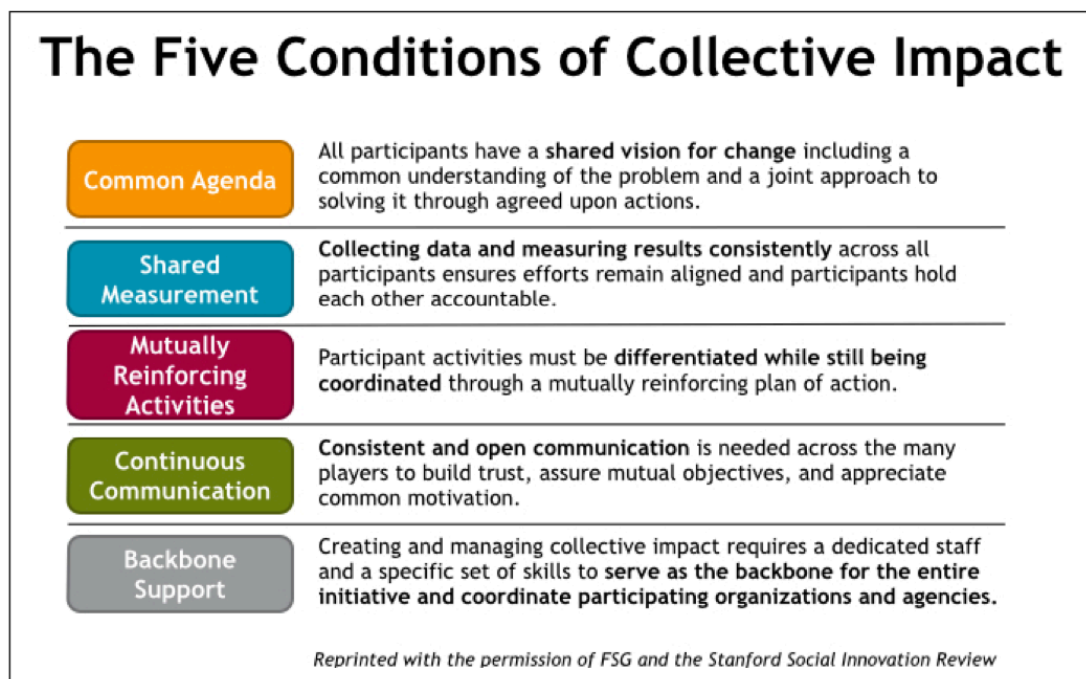 The Five Conditions of Collective Impact
Common Agenda
All participants have a shared vision for change including a
common understanding of the problem and a joint approach to
solving it through agreed upon actions.
Shared
Measurement
Collecting data and measuring results consistently across all
participants ensures efforts remain aligned and participants hold
each other accountable.
Mutually
Reinforcing
Activities
Participant activities must be differentiated while still being
coordinated through a mutually reinforcing plan of action.
Continuous
Communication
Consistent and open communication is needed across the many
players to build trust, assure mutual objectives, and appreciate
common motivation.
Backbone
Support
Creating and managing collective impact requires a dedicated staff
and a specific set of skills to serve as the backbone for the entire
initiative and coordinate participating organizations and agencies.
Reprinted with the permission of FSG and the Stanford Social Innovation Review